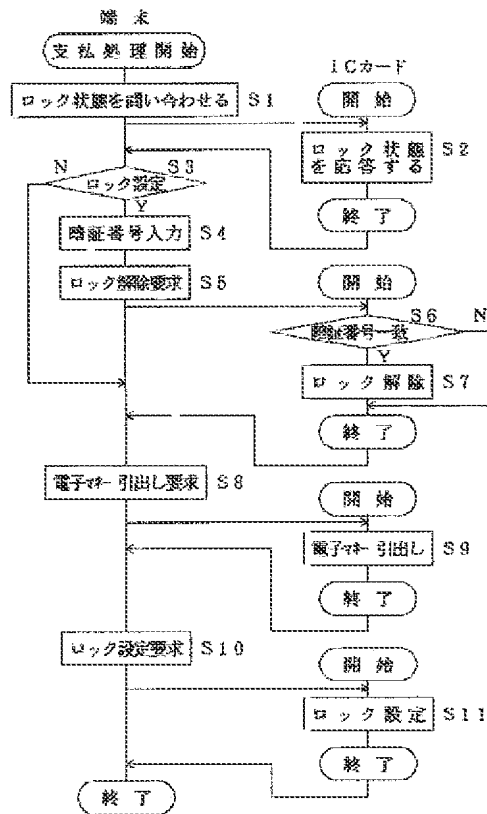 端末
支払処理開始
ICカード
ロック状態を問い合わせる S1
開始
ロック状態
を応答する
S2
N
S3
ロック設定
Y
終了
暗証番号入力 S4
ロック解除要求 S5
開始
S6
N
暗証番号一致
Y
ロック解除 S7
終了
電子マネー引出し要求 S8
開始
電子マネー引出し S9
終了
ロック設定要求 S10
開始
ロック設定 S11
終了
終了